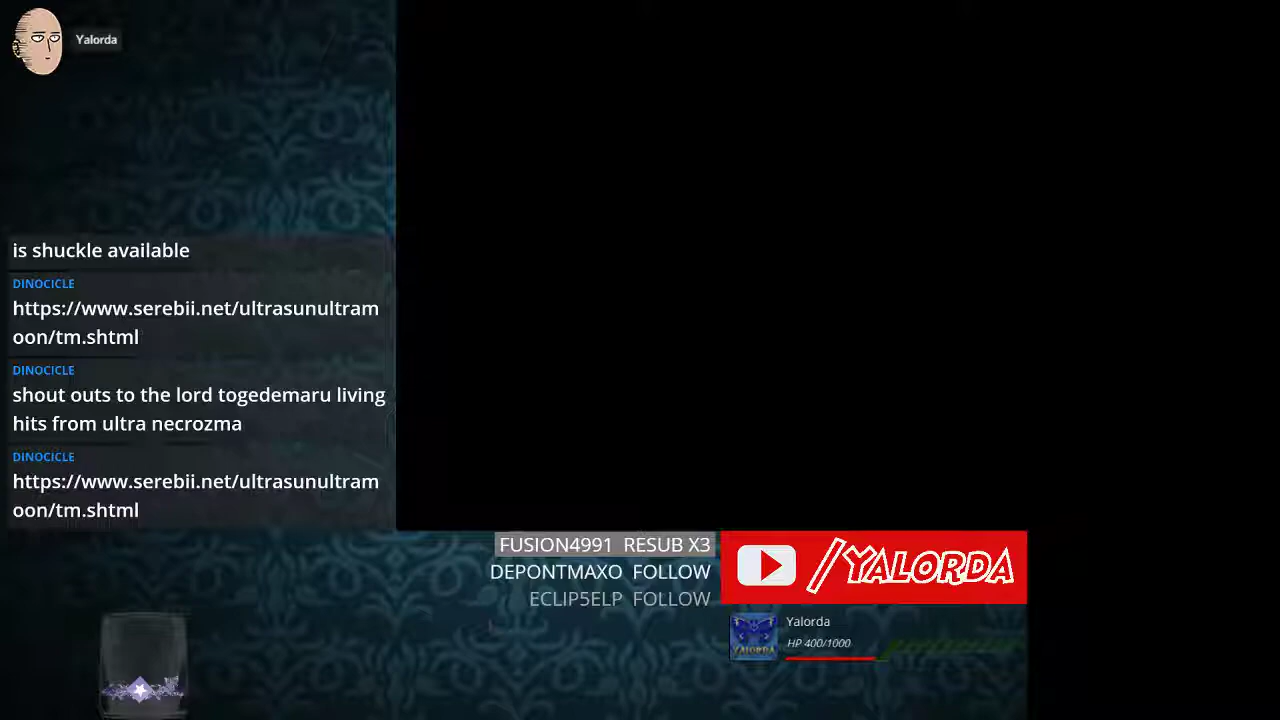 Yalorda
is shuckle available
DINOCICLE
https://www.serebii.net/ultrasunultram
oon/tm.shtml
DINOCICLE
shout outs to the lord togedemaru living
hits from ultra necrozma
DINOCICLE
https://www.serebii.net/ultrasunultram
oon/tm.shtml
FUSION4991 RESUB X3
DEPONTMAXO FOLLOW
ECLIP5ELP FOLLOW
/YALORDA
Yalorda
HP 400/1000
YALORDA